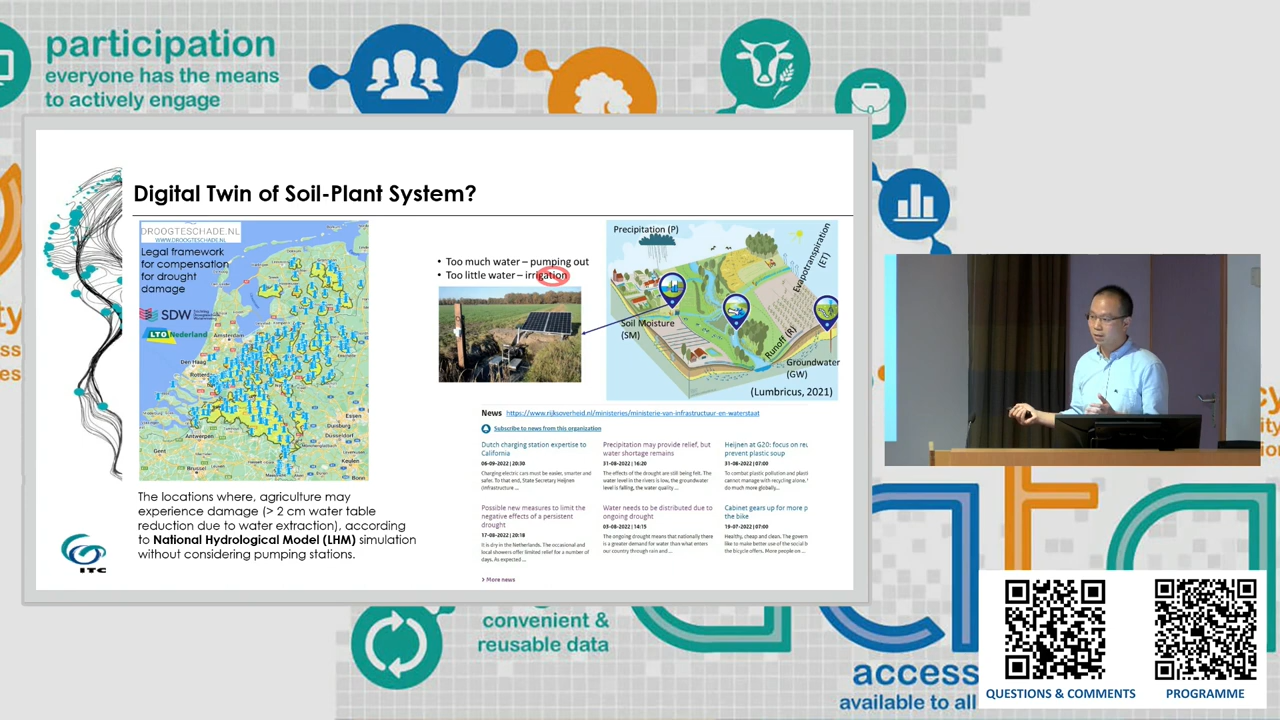 participation
everyone has the means
to actively engage
Digital Twin of Soil-Plant System?
DROOGTESCHADE.NL
WWW.DROOGTESCHADE.NL
Legal framework
for compensation
for drought
damage
SDW
LTO Nederland
Amsterdam
Den Haag
Rotter
Antwerpen
Gent
Brussel
Essen
Duisburg
Düsseldorf
Leulen
The locations where, agriculture may
experience damage (> 2 cm water table
reduction due to water extraction), according
to National Hydrological Model (LHM) simulation
without considering pumping stations.
ITC
• Too much water – pumping out
• Too little water – irrigation
Precipitation (P)
Evapotranspiration
(ET)
Soil Moisture
(SM)
Runoff (R)
Groundwater
(GW)
(Lumbricus, 2021)
News https://www.rijksoverheid.nl/ministeries/ministerie-van-infrastructuur-en-waterstaat
Subscribe to news from this organization
Dutch charging station expertise to
California
06-09-2022 | 20:30
Charging electric cars must be easier, smarter and
safer. To that end, State Secretary Heijnen
(Infrastructure ...
Precipitation may provide relief, but
water shortage remains
31-08-2022 | 16:20
The effects of the drought are still being felt. The
water level in the rivers is low, the groundwater
level is falling, the water quality ...
Heijnen at G20: focus on reu
prevent plastic soup
31-08-2022 | 07:00
To combat plastic pollution and plasti
cannot manage with recycling alone.
do much more globally...
Possible new measures to limit the
negative effects of a persistent
drought
17-08-2022 | 20:18
It is dry in the Netherlands. The occasional and
local showers offer limited relief for a number of
days. As expected ...
Water needs to be distributed due to
ongoing drought
03-08-2022 | 14:15
The ongoing drought means that nationally there
is a greater demand for water than what enters
our country through rain and ...
Cabinet gears up for more p
the bike
19-07-2022 | 07:00
Healthy, cheap and clean. The govern
like to make better use of the social b
the bicycle offers. More people on ...
> More news
convenient &
reusable data
access
available to all
QUESTIONS & COMMENTS
PROGRAMME